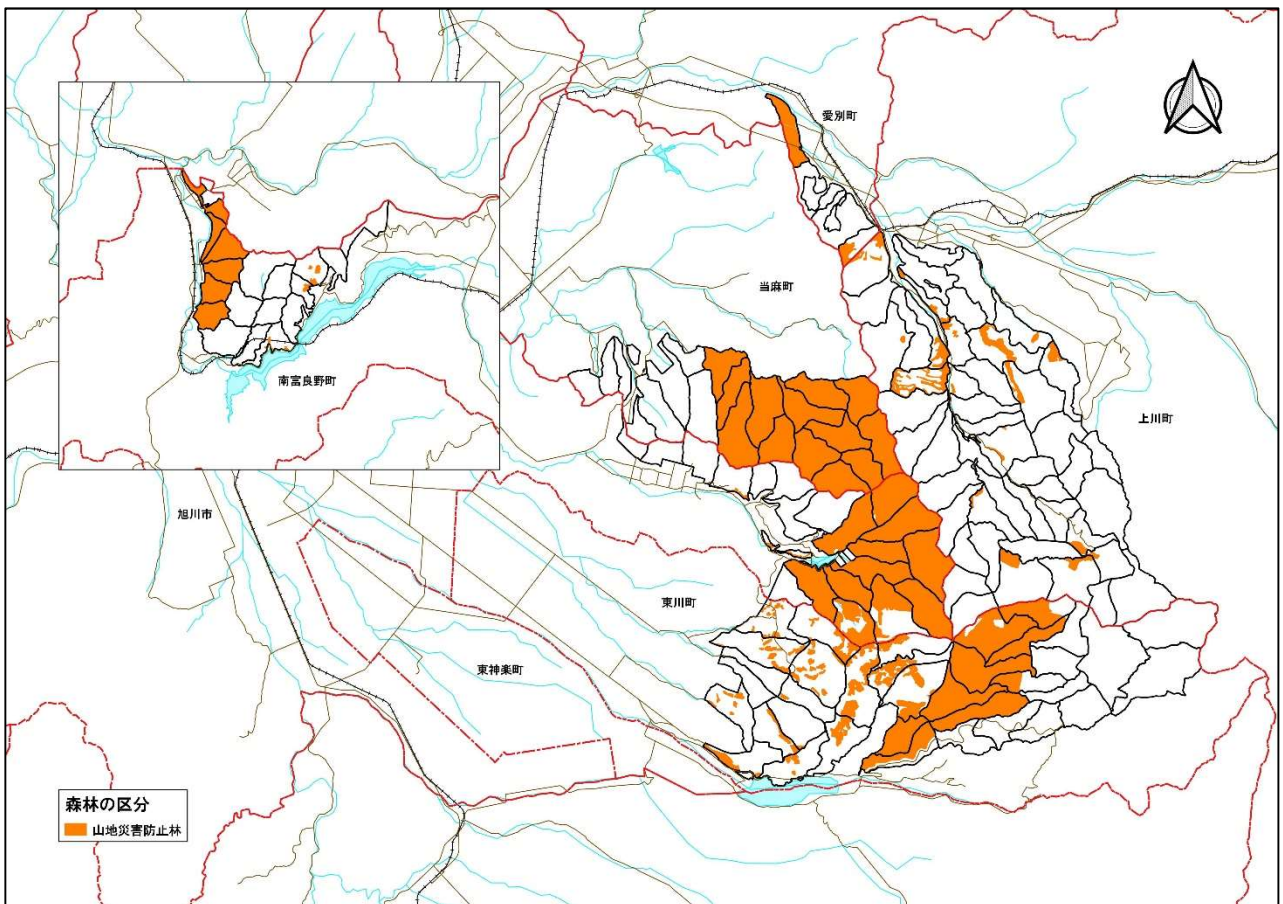 愛別町
当麻町
上川町
南富良野町
旭川市
東川町
東神楽町
森林の区分
山地災害防止林